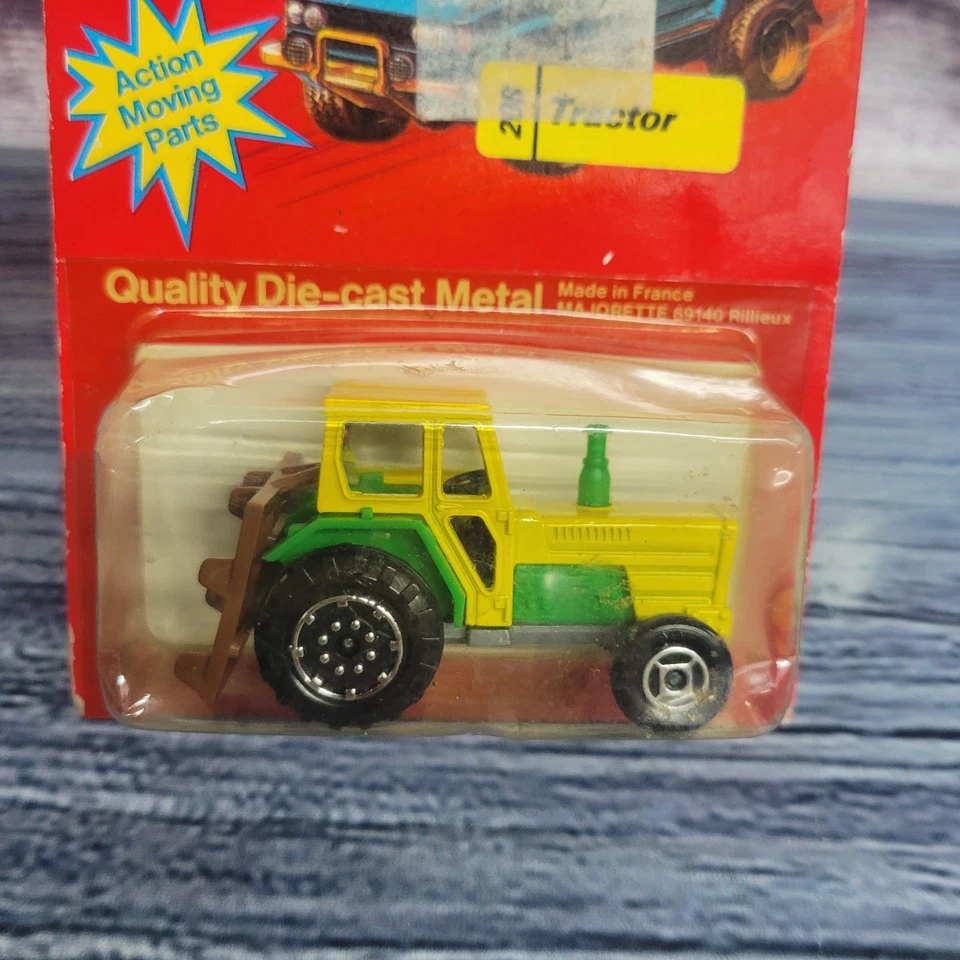 Action
Moving
Parts
Tractor
Quality Die-cast Metal
Made in France
MAJORETTE 69140 Rillieux